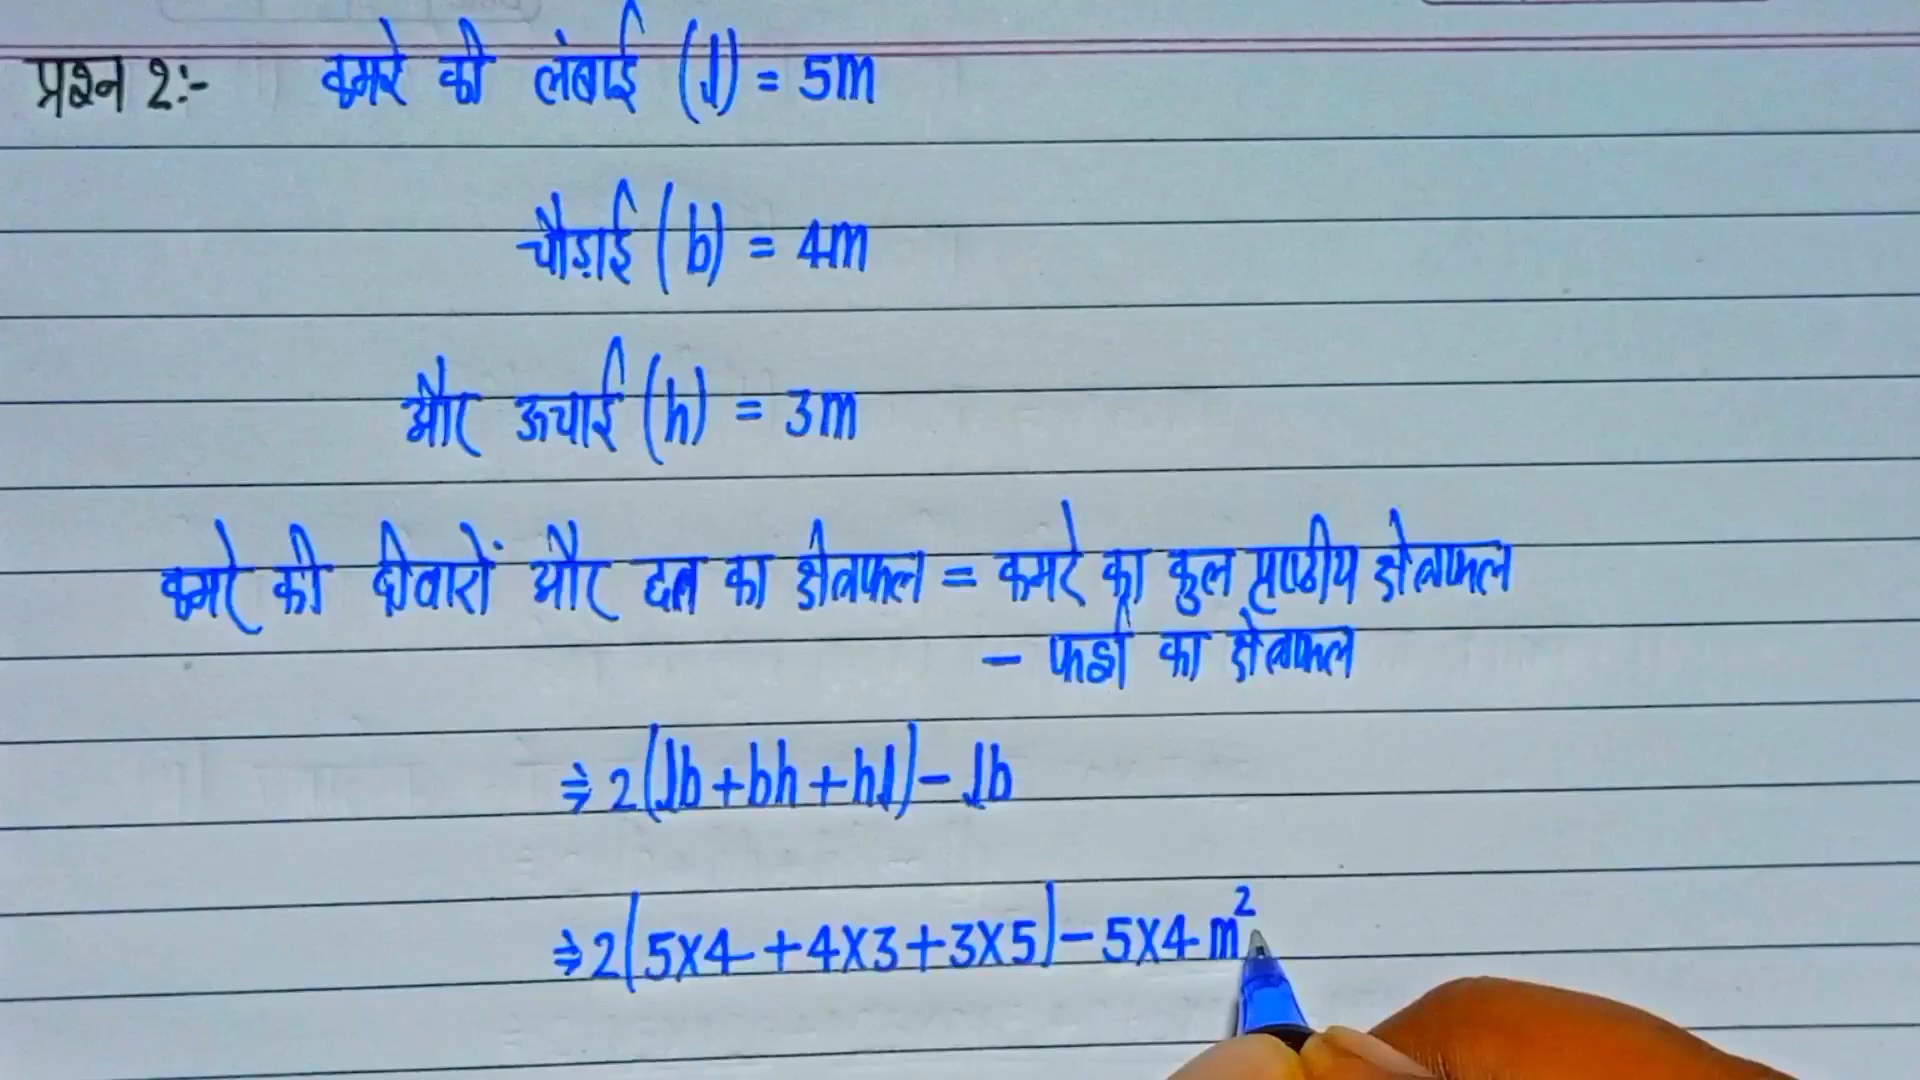 प्रश्न 2:- कमरे की लंबाई (l) = 5m
चौड़ाई (b) = 4m
और ऊचाई (h) = 3m
कमरे की दीवारों और छत का क्षेत्रफल = कमरे का कुल पृष्ठीय क्षेत्रफल
- फर्श का क्षेत्रफल
⇒ 2(lb+bh+hl)-lb
⇒ 2(5×4+4×3+3×5)-5×4 m²